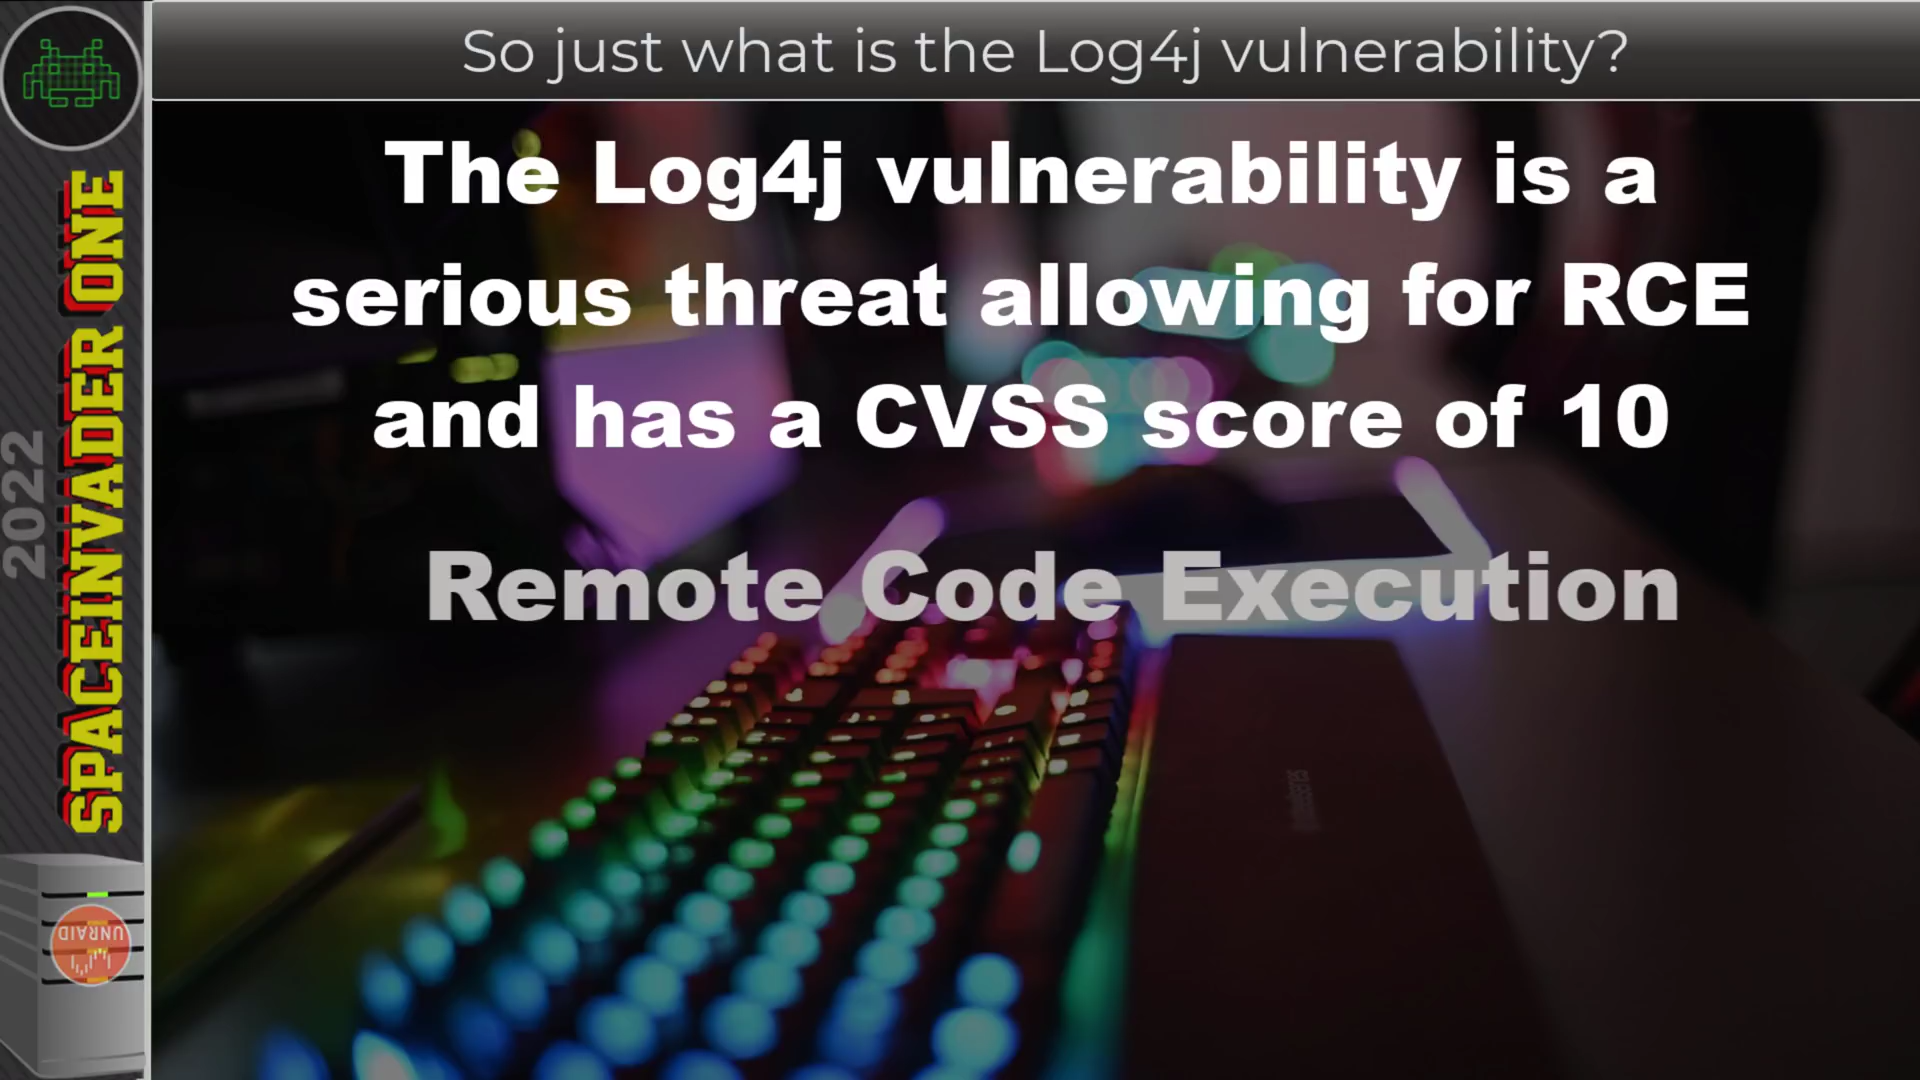 So just what is the Log4j vulnerability?
The Log4j vulnerability is a
serious threat allowing for RCE
and has a CVSS score of 10
Remote Code Execution
2022
SPACEINVADER ONE
UNRAID